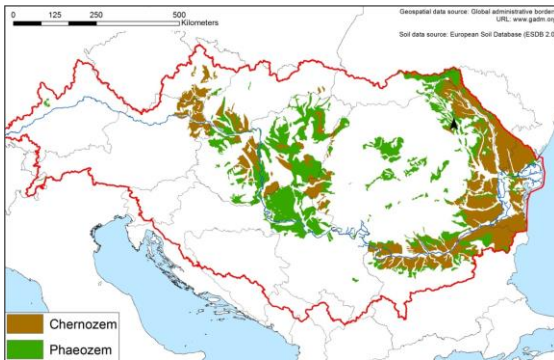 0 125 250 500
Kilometers
Geospatial data source: Global administrative border
URL: www.gadm.org
Soil data source: European Soil Database (ESDB 2.0
Chernozem
Phaeozem